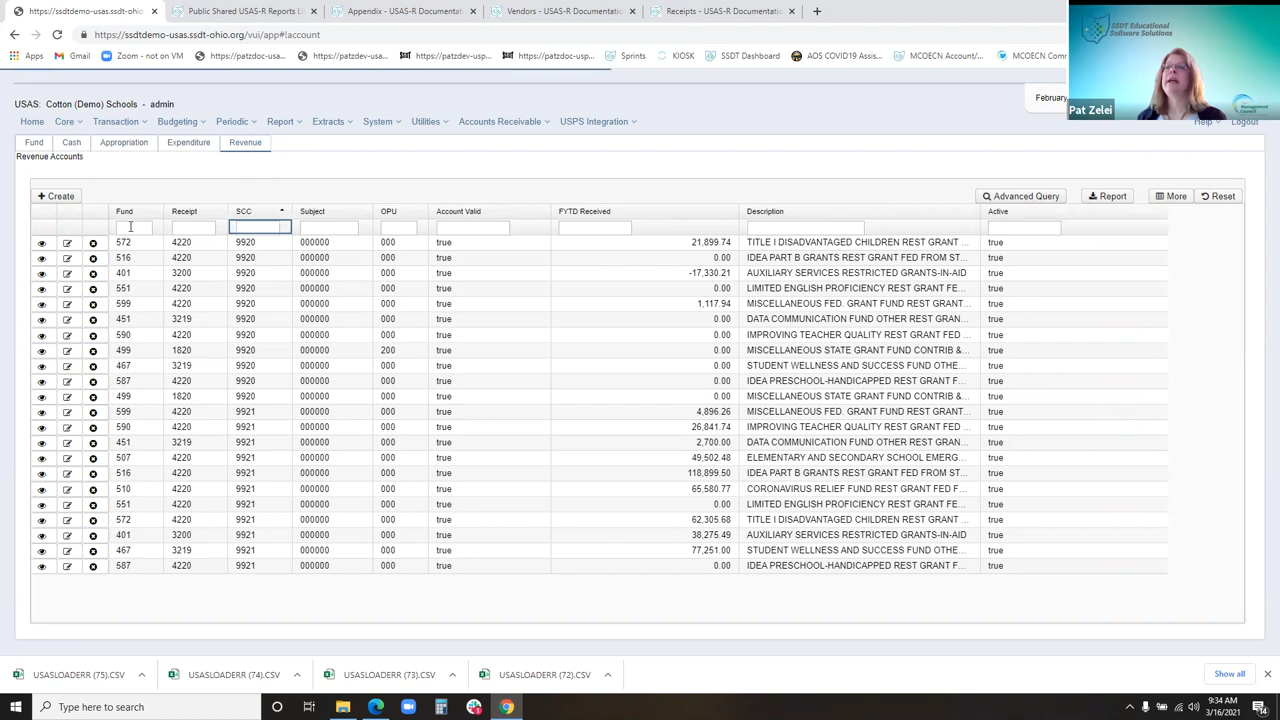 https://ssdtdemo-usas.ssdt-ohio.
Public Shared USAS-R Reports Li
Appendix - USAS-R Documentat
Vendors - USAS-R Documentatio
Receipts - USAS-R Documentatio
https://ssdtdemo-usas.ssdt-ohio.org/vui/app#!account
Apps
Gmail
Zoom - not on VM
https://patzdoc-usas...
https://patzdev-usas...
https://patzdev-usp...
Sprints
KIOSK
SSDT Dashboard
AOS COVID19 Assis...
MCOECN Account/...
MCOECN Com
SSDT Educational
Software Solutions
Management
Council
Pat Zelei
USAS: Cotton (Demo) Schools - admin
February
Home
Core
Transaction
Budgeting
Periodic
Report
Extracts
System
Utilities
Accounts Receivable
USPS Integration
Help
Logout
Fund
Cash
Appropriation
Expenditure
Revenue
Revenue Accounts
+ Create
Advanced Query
Report
More
Reset
Fund Receipt SCC Subject OPU Account Valid FYTD Received Description Active
572 4220 9920 000000 000 true 21,899.74 TITLE I DISADVANTAGED CHILDREN REST GRANT ... true
516 4220 9920 000000 000 true 0.00 IDEA PART B GRANTS REST GRANT FED FROM ST... true
401 3200 9920 000000 000 true -17,330.21 AUXILIARY SERVICES RESTRICTED GRANTS-IN-AID true
551 4220 9920 000000 000 true 0.00 LIMITED ENGLISH PROFICIENCY REST GRANT FE... true
599 4220 9920 000000 000 true 1,117.94 MISCELLANEOUS FED. GRANT FUND REST GRANT... true
451 3219 9920 000000 000 true 0.00 DATA COMMUNICATION FUND OTHER REST GRAN... true
590 4220 9920 000000 000 true 0.00 IMPROVING TEACHER QUALITY REST GRANT FED ... true
499 1820 9920 000000 200 true 0.00 MISCELLANEOUS STATE GRANT FUND CONTRIB &... true
467 3219 9920 000000 000 true 0.00 STUDENT WELLNESS AND SUCCESS FUND OTHE... true
587 4220 9920 000000 000 true 0.00 IDEA PRESCHOOL-HANDICAPPED REST GRANT F... true
499 1820 9920 000000 000 true 0.00 MISCELLANEOUS STATE GRANT FUND CONTRIB &... true
599 4220 9921 000000 000 true 4,896.26 MISCELLANEOUS FED. GRANT FUND REST GRANT... true
590 4220 9921 000000 000 true 26,841.74 IMPROVING TEACHER QUALITY REST GRANT FED ... true
451 3219 9921 000000 000 true 2,700.00 DATA COMMUNICATION FUND OTHER REST GRAN... true
507 4220 9921 000000 000 true 49,502.48 ELEMENTARY AND SECONDARY SCHOOL EMERG... true
516 4220 9921 000000 000 true 118,899.50 IDEA PART B GRANTS REST GRANT FED FROM ST... true
510 4220 9921 000000 000 true 65,580.77 CORONAVIRUS RELIEF FUND REST GRANT FED F... true
551 4220 9921 000000 000 true 0.00 LIMITED ENGLISH PROFICIENCY REST GRANT FE... true
572 4220 9921 000000 000 true 62,305.68 TITLE I DISADVANTAGED CHILDREN REST GRANT ... true
401 3200 9921 000000 000 true 38,275.49 AUXILIARY SERVICES RESTRICTED GRANTS-IN-AID true
467 3219 9921 000000 000 true 77,251.00 STUDENT WELLNESS AND SUCCESS FUND OTHE... true
587 4220 9921 000000 000 true 0.00 IDEA PRESCHOOL-HANDICAPPED REST GRANT F... true
USASLOADERR (75).CSV
USASLOADERR (74).CSV
USASLOADERR (73).CSV
USASLOADERR (72).CSV
Show all
Type here to search
9:34 AM
3/16/2021
14